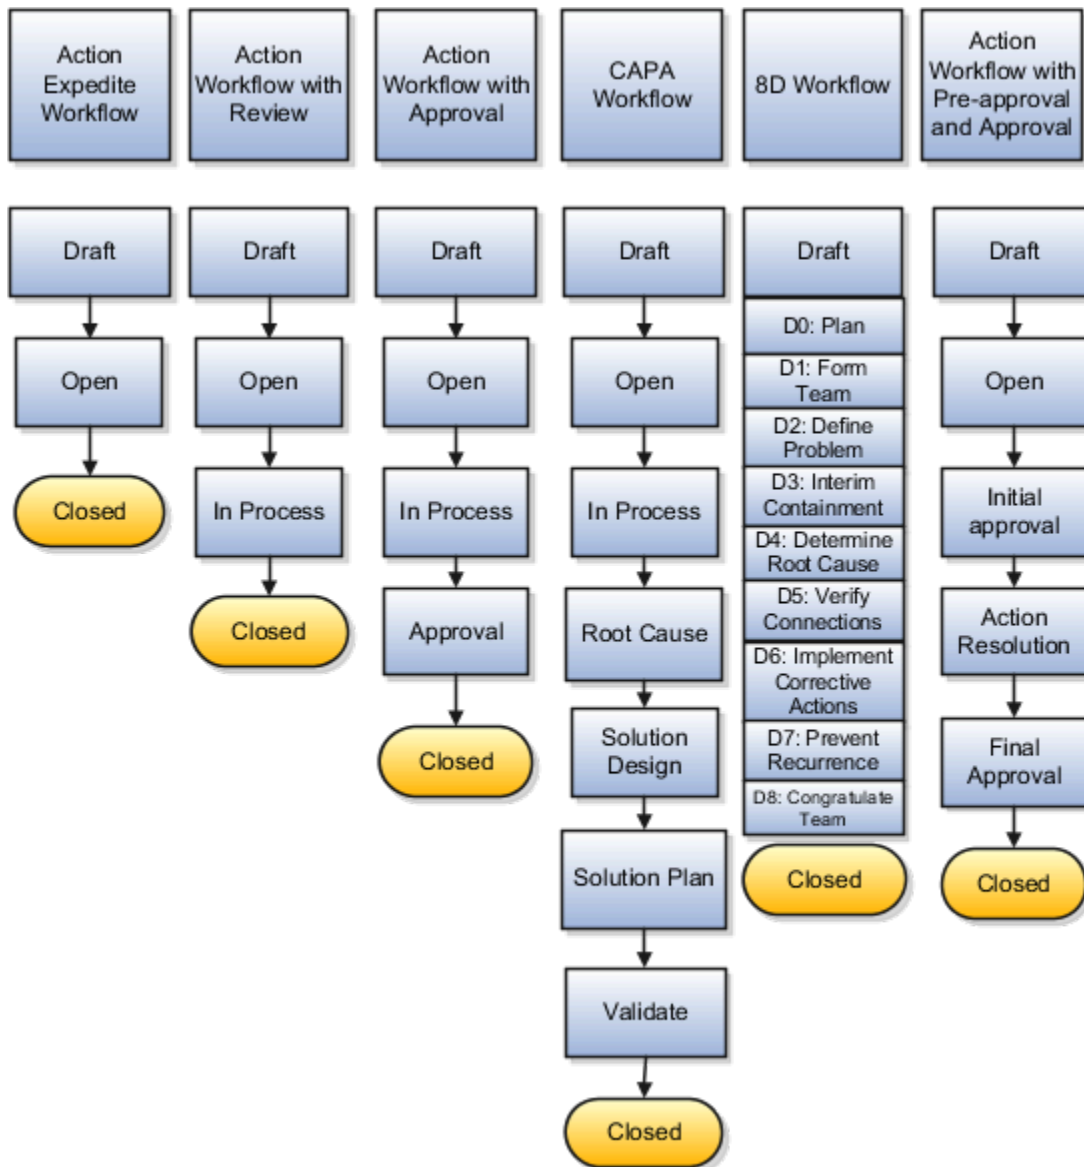 Action
Expedite
Workflow
Action
Workflow with
Review
Action
Workflow with
Approval
CAPA
Workflow
8D Workflow
Action
Workflow with
Pre-approval
and Approval
Draft
Open
Closed
Draft
Open
In Process
Closed
Draft
Open
In Process
Approval
Closed
Draft
Open
In Process
Root Cause
Solution
Design
Solution Plan
Validate
Closed
Draft
D0: Plan
D1: Form
Team
D2: Define
Problem
D3: Interim
Containment
D4: Determine
Root Cause
D5: Verify
Connections
D6: Implement
Corrective
Actions
D7: Prevent
Recurrence
D8: Congratulate
Team
Closed
Draft
Open
Initial
approval
Action
Resolution
Final
Approval
Closed